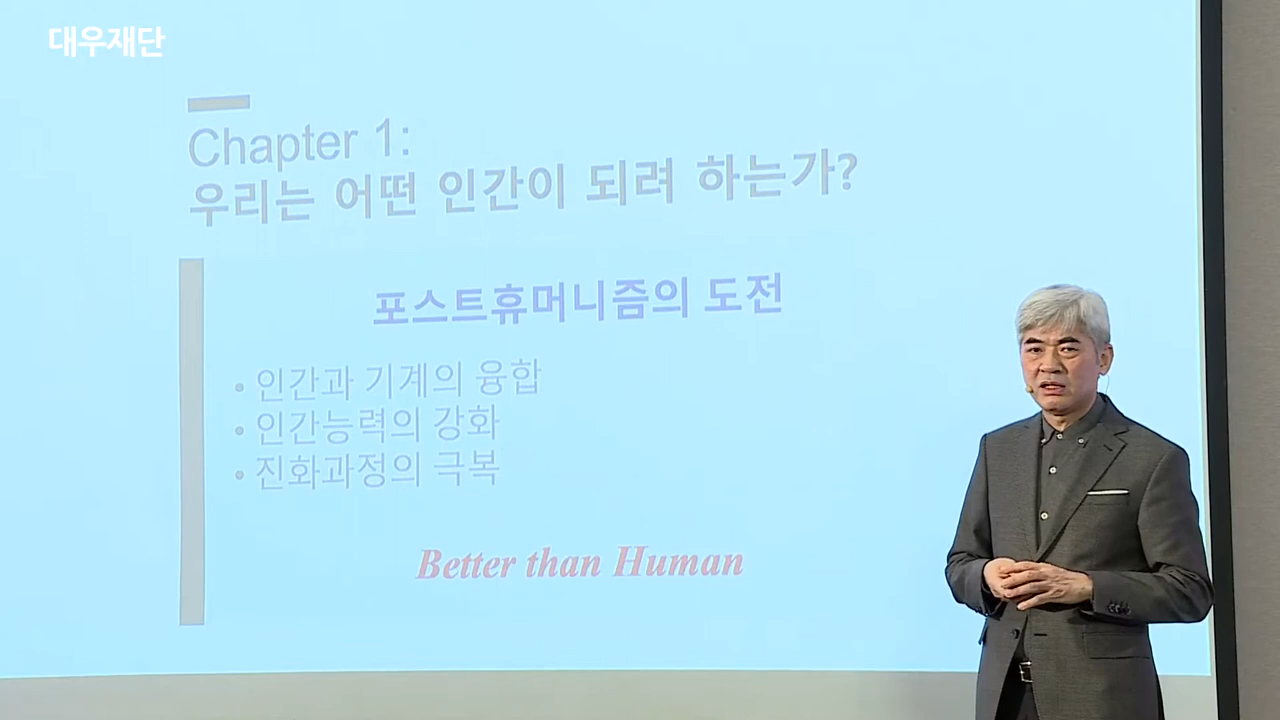 대우재단
Chapter 1:
우리는 어떤 인간이 되려 하는가?
포스트휴머니즘의 도전
• 인간과 기계의 융합
• 인간능력의 강화
• 진화과정의 극복
Better than Human